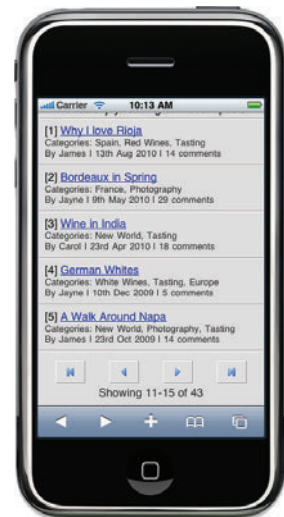 Carrier 10:13 AM
[1] Why I love Rioja
Categories: Spain, Red Wines, Tasting
By James | 13th Aug 2010 | 14 comments
[2] Bordeaux in Spring
Categories: France, Photography
By Jayne | 9th May 2010 | 29 comments
[3] Wine in India
Categories: New World, Tasting
By Carol | 23rd Apr 2010 | 18 comments
[4] German Whites
Categories: White Wines, Tasting, Europe
By Jayne | 10th Dec 2009 | 5 comments
[5] A Walk Around Napa
Categories: New World, Photography, Tasting
By James | 23rd Oct 2009 | 14 comments
Showing 11-15 of 43